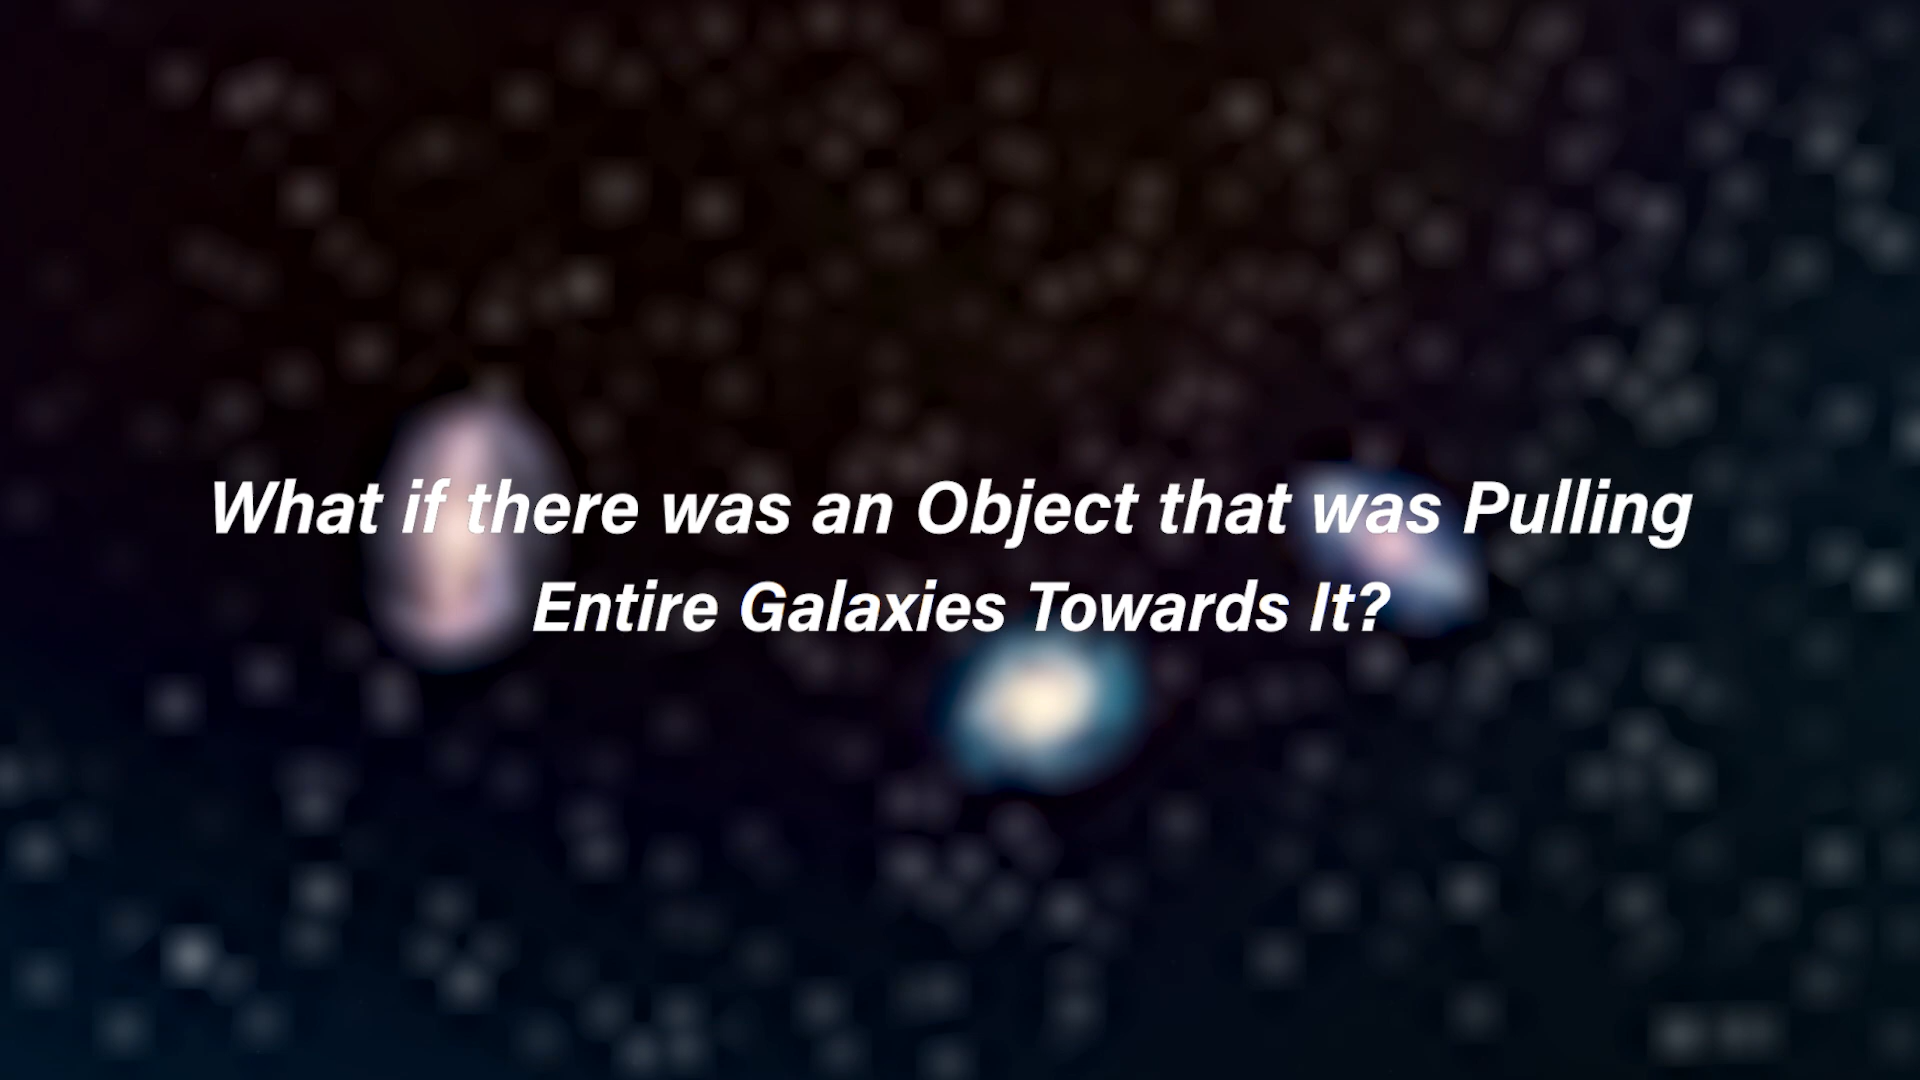 What if there was an Object that was Pulling
Entire Galaxies Towards It?